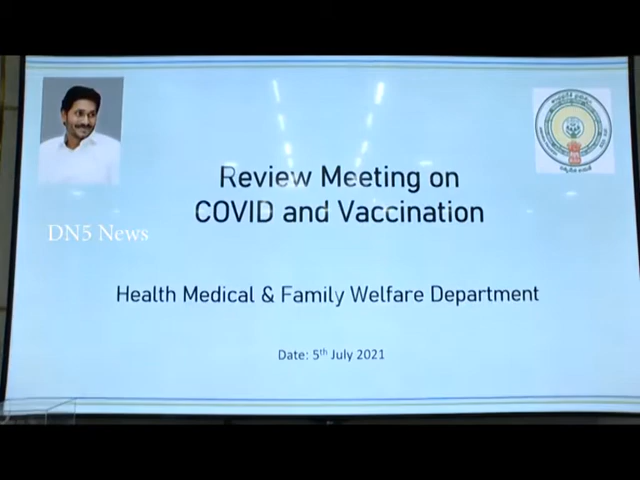 Review Meeting on
COVID and Vaccination
DN5 News
Health Medical & Family Welfare Department
Date: 5th July 2021